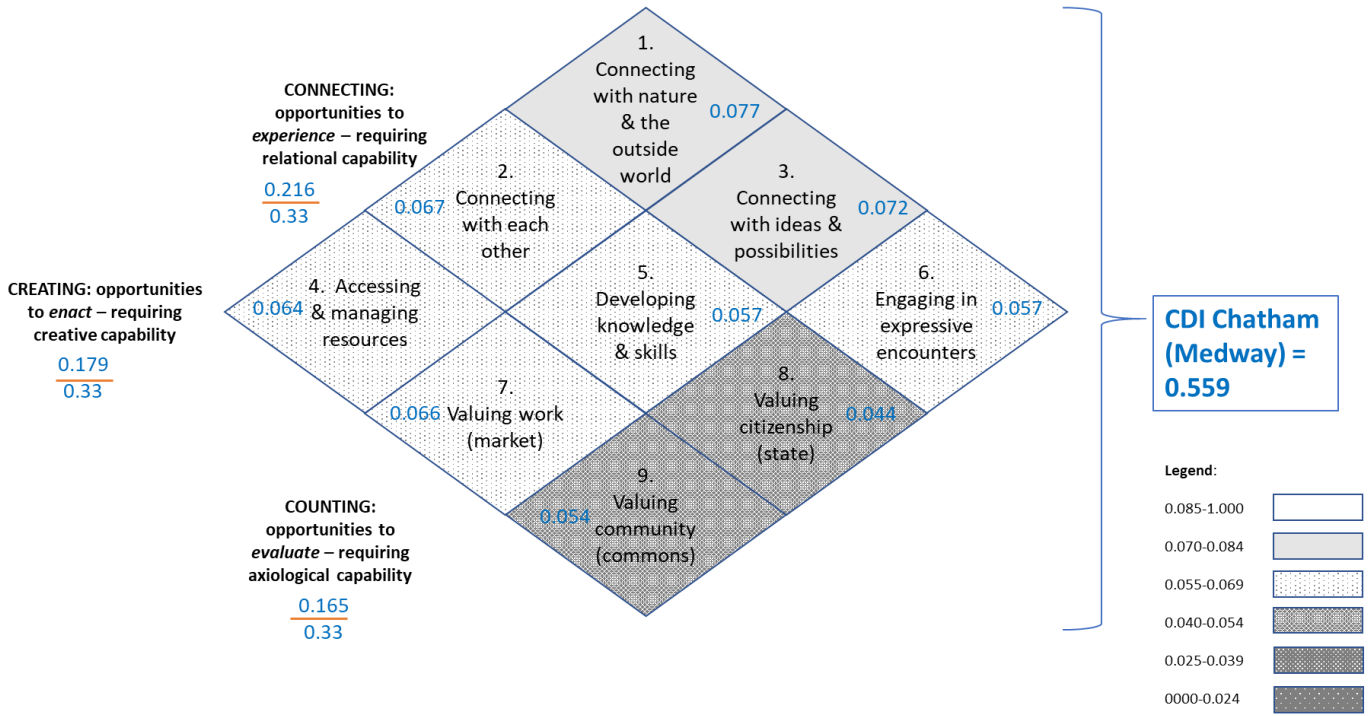 1.
Connecting
with nature
& the
outside
world
0.077
CONNECTING:
opportunities to
experience – requiring
relational capability
0.216
0.33
2.
Connecting
with each
other
0.067
3.
Connecting
with ideas &
possibilities
0.072
CREATING: opportunities
to enact – requiring
creative capability
0.179
0.33
4. Accessing
& managing
resources
0.064
5.
Developing
knowledge
& skills
0.057
6.
Engaging in
expressive
encounters
0.057
7.
Valuing work
(market)
0.066
8.
Valuing
citizenship
(state)
0.044
COUNTING:
opportunities to
evaluate – requiring
axiological capability
0.165
0.33
9.
Valuing
community
(commons)
0.054
CDI Chatham
(Medway) =
0.559
Legend:
0.085-1.000
0.070-0.084
0.055-0.069
0.040-0.054
0.025-0.039
0000-0.024